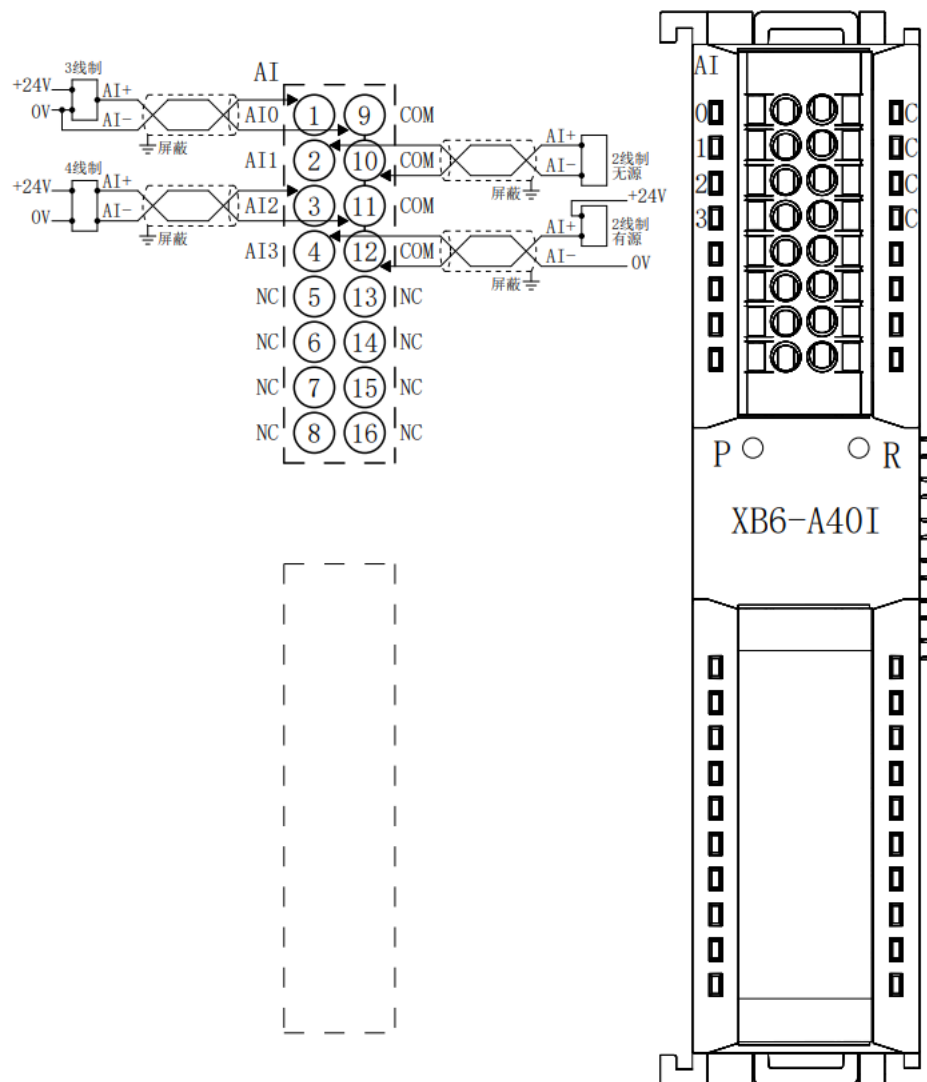 AI
3线制
+24V
0V
AI+
AI-
屏蔽
AI0
1
9
COM
AI1
2
10
COM
AI+
AI-
2线制
无源
屏蔽
4线制
+24V
0V
AI+
AI-
屏蔽
AI2
3
11
COM
+24V
AI+
AI-
2线制
有源
0V
屏蔽
AI3
4
12
COM
NC
5
13
NC
NC
6
14
NC
NC
7
15
NC
NC
8
16
NC
AI
0
C
1
C
2
C
3
C
P
R
XB6-A40I